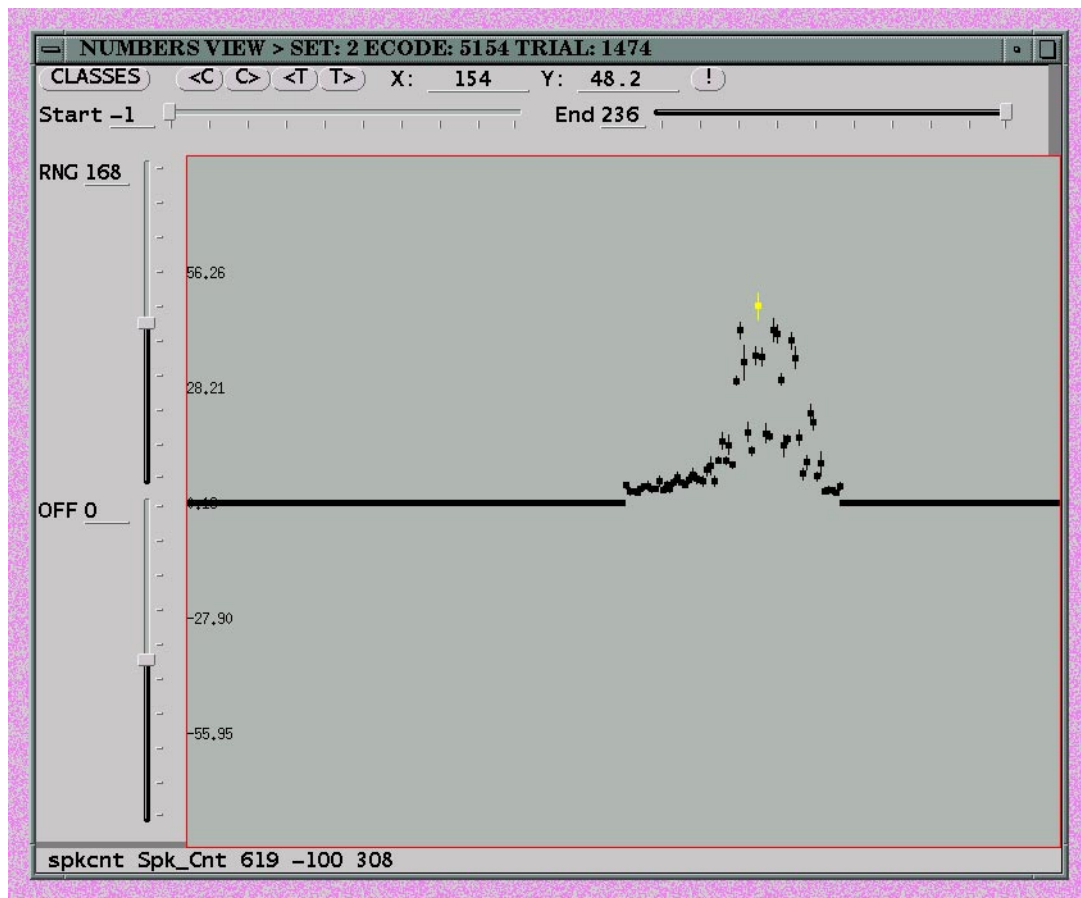 NUMBERS VIEW > SET: 2 ECODE: 5154 TRIAL: 1474
CLASSES <C C> <T T> X: 154 Y: 48.2 !
Start -1 End 236
RNG 168
56.26
28.21
OFF 0
-27.90
-55.95
spkcnt Spk_Cnt 619 -100 308